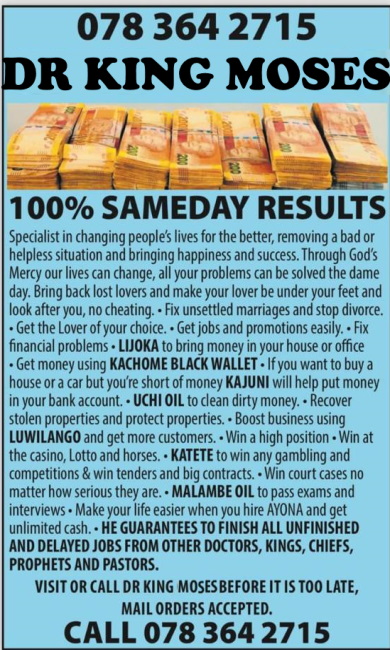 078 364 2715
DR KING MOSES
100% SAMEDAY RESULTS
Specialist in changing people's lives for the better, removing a bad or
helpless situation and bringing happiness and success. Through God's
Mercy our lives can change, all your problems can be solved the dame
day. Bring back lost lovers and make your lover be under your feet and
look after you, no cheating. • Fix unsettled marriages and stop divorce.
• Get the Lover of your choice. • Get jobs and promotions easily. • Fix
financial problems • LIJOKA to bring money in your house or office
• Get money using KACHOME BLACK WALLET • If you want to buy a
house or a car but you're short of money KAJUNI will help put money
in your bank account. • UCHI OIL to clean dirty money. • Recover
stolen properties and protect properties. • Boost business using
LUWILANGO and get more customers. • Win a high position • Win at
the casino, Lotto and horses. • KATETE to win any gambling and
competitions & win tenders and big contracts. • Win court cases no
matter how serious they are. • MALAMBE OIL to pass exams and
interviews • Make your life easier when you hire AYONA and get
unlimited cash. • HE GUARANTEES TO FINISH ALL UNFINISHED
AND DELAYED JOBS FROM OTHER DOCTORS, KINGS, CHIEFS,
PROPHETS AND PASTORS.
VISIT OR CALL DR KING MOSESBEFORE IT IS TOO LATE,
MAIL ORDERS ACCEPTED.
CALL 078 364 2715